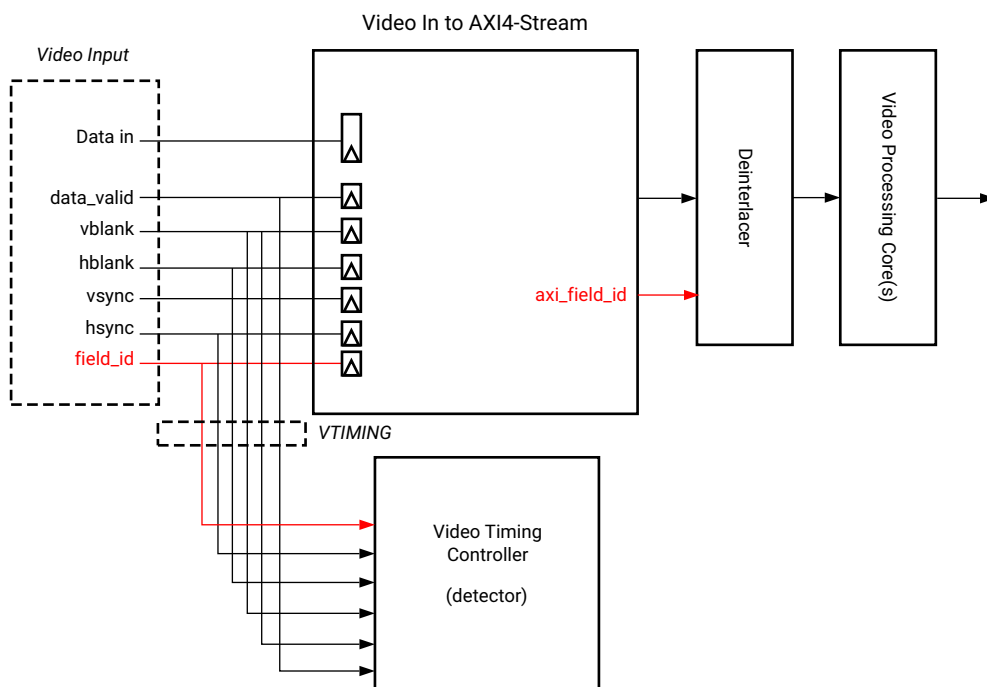 Video In to AXI4-Stream
Video Input
Data in
data_valid
vblank
hblank
vsync
hsync
field_id
axi_field_id
Deinterlacer
Video Processing Core(s)
VTIMING
Video Timing
Controller
(detector)